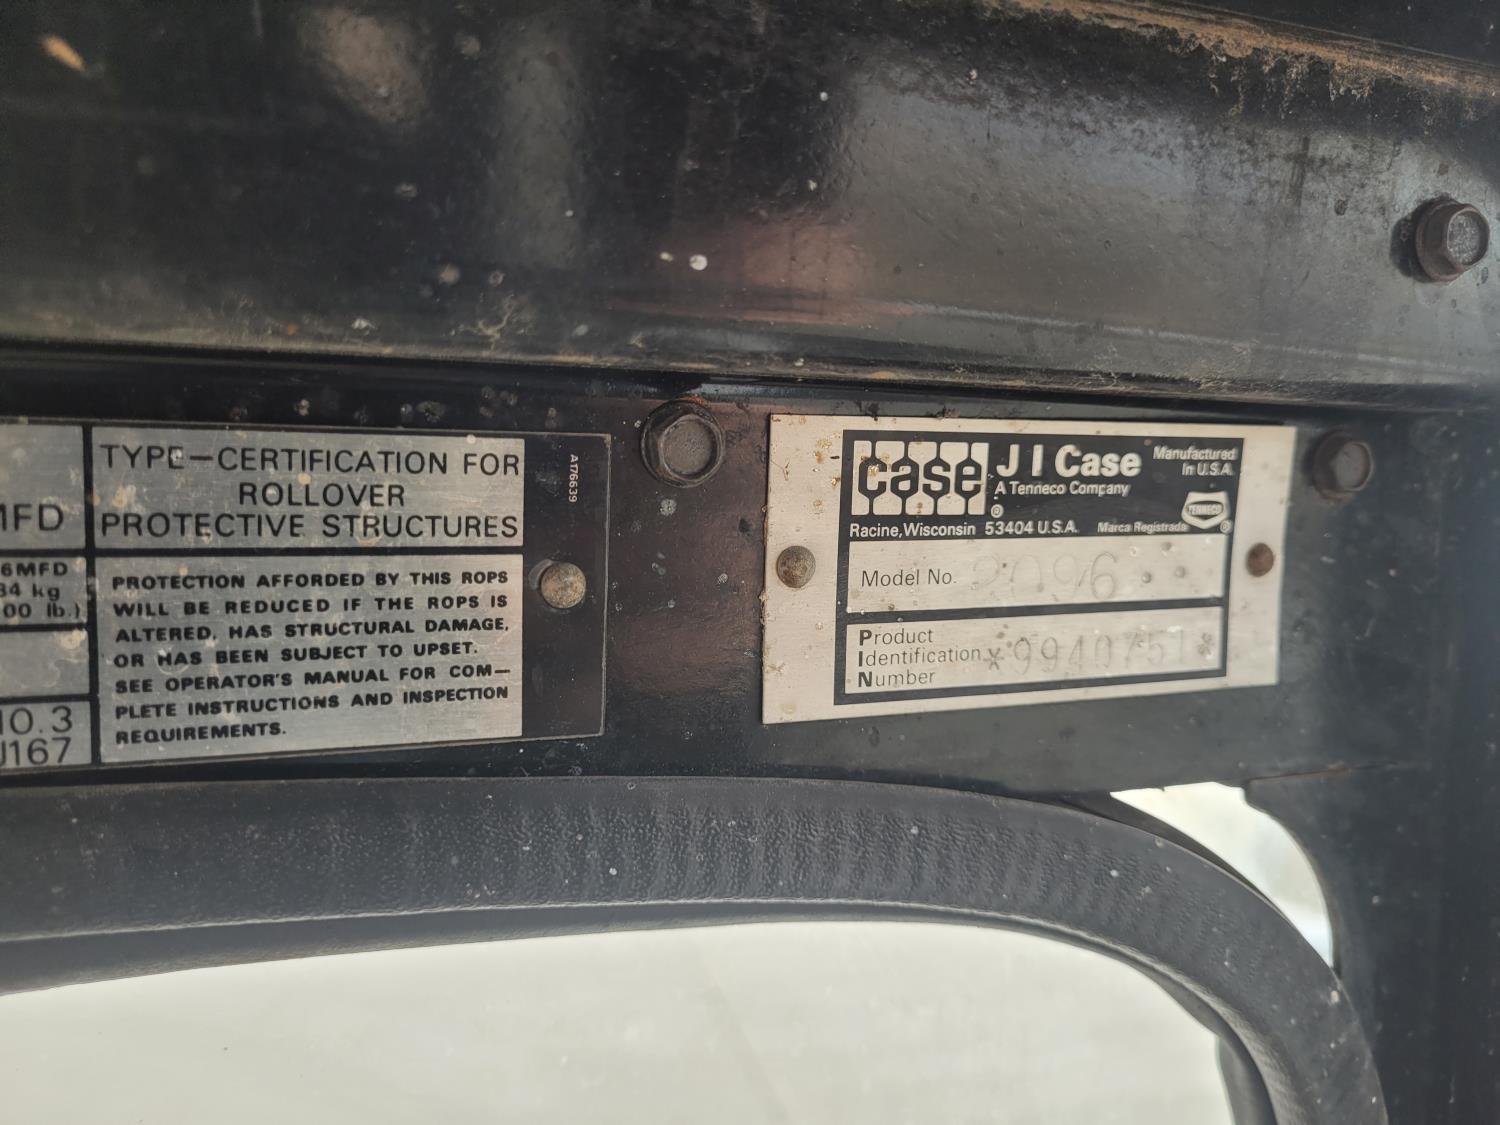 MFD
6MFD
34 kg
00 lb.)
10.3
J167
TYPE—CERTIFICATION FOR
ROLLOVER
PROTECTIVE STRUCTURES
PROTECTION AFFORDED BY THIS ROPS
WILL BE REDUCED IF THE ROPS IS
ALTERED, HAS STRUCTURAL DAMAGE,
OR HAS BEEN SUBJECT TO UPSET.
SEE OPERATOR'S MANUAL FOR COM—
PLETE INSTRUCTIONS AND INSPECTION
REQUIREMENTS.
A176639
case
J I Case
A Tenneco Company
®
Manufactured
In U.S.A.
TENNECO
®
Racine, Wisconsin 53404 U.S.A. Marca Registrada
Model No. 2096
Product
Identification *9940751*
Number